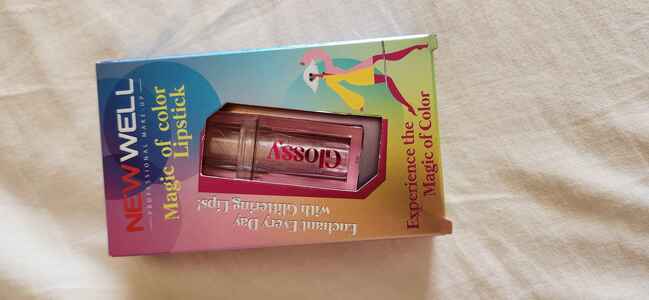 NEW WELL
PROFESSIONAL MAKE-UP
Magic of color
Lipstick
Glossy
Enchant Every Day
with Glittering Lips!
Experience the
Magic of Color